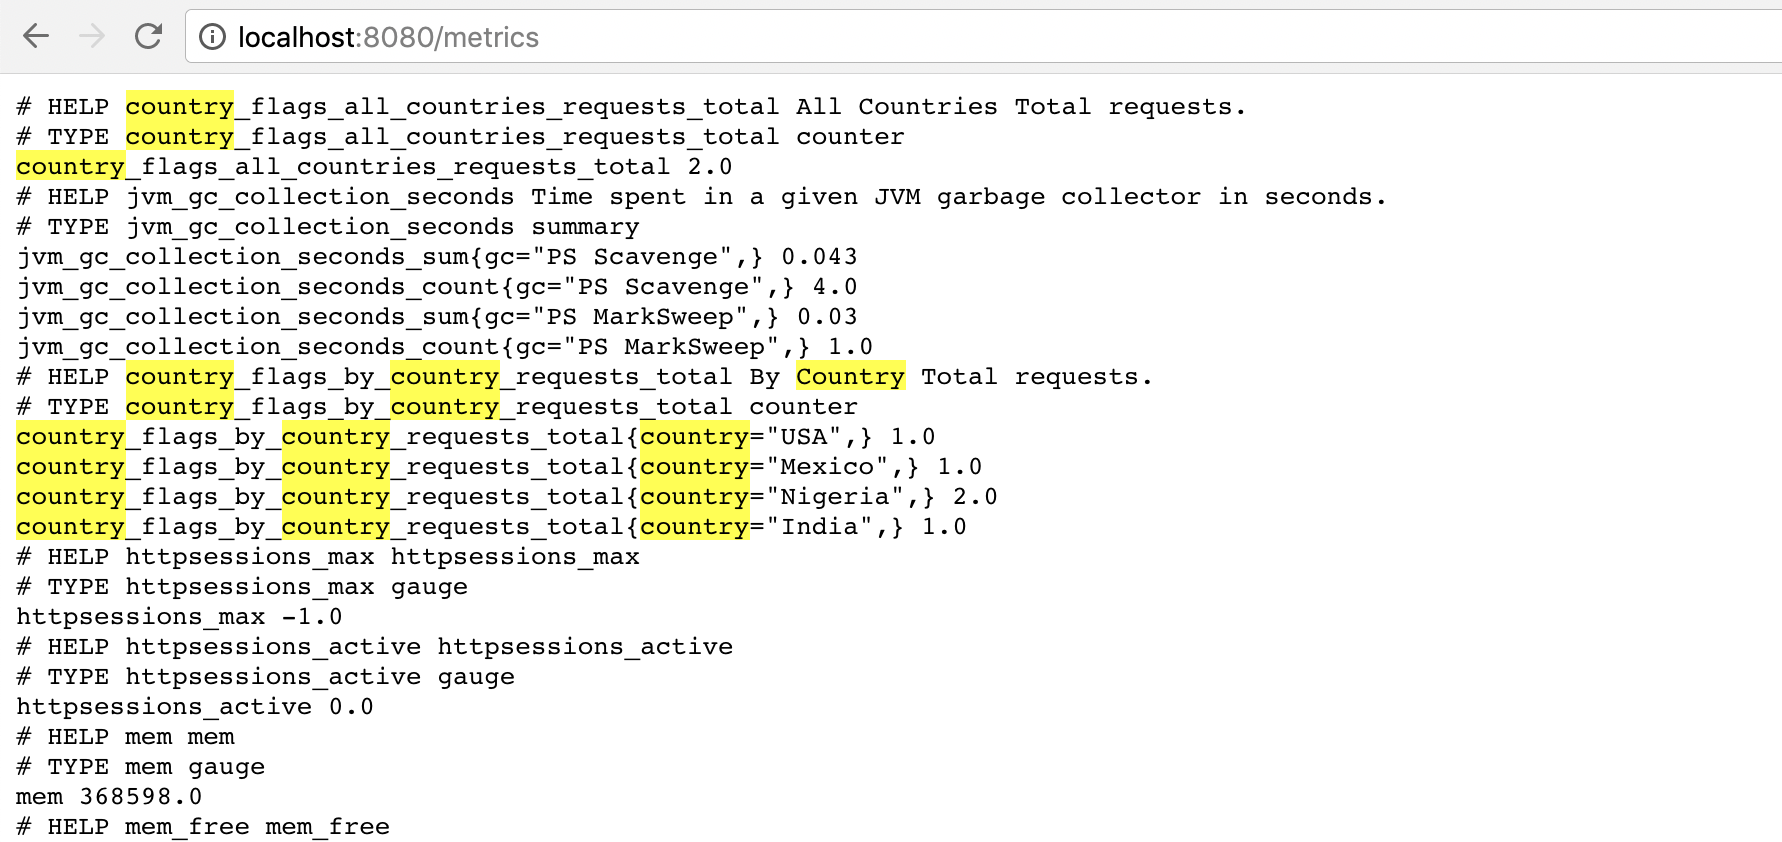 localhost:8080/metrics
# HELP country_flags_all_countries_requests_total All Countries Total requests.
# TYPE country_flags_all_countries_requests_total counter
country_flags_all_countries_requests_total 2.0
# HELP jvm_gc_collection_seconds Time spent in a given JVM garbage collector in seconds.
# TYPE jvm_gc_collection_seconds summary
jvm_gc_collection_seconds_sum{gc="PS Scavenge",} 0.043
jvm_gc_collection_seconds_count{gc="PS Scavenge",} 4.0
jvm_gc_collection_seconds_sum{gc="PS MarkSweep",} 0.03
jvm_gc_collection_seconds_count{gc="PS MarkSweep",} 1.0
# HELP country_flags_by_country_requests_total By Country Total requests.
# TYPE country_flags_by_country_requests_total counter
country_flags_by_country_requests_total{country="USA",} 1.0
country_flags_by_country_requests_total{country="Mexico",} 1.0
country_flags_by_country_requests_total{country="Nigeria",} 2.0
country_flags_by_country_requests_total{country="India",} 1.0
# HELP httpsessions_max httpsessions_max
# TYPE httpsessions_max gauge
httpsessions_max -1.0
# HELP httpsessions_active httpsessions_active
# TYPE httpsessions_active gauge
httpsessions_active 0.0
# HELP mem mem
# TYPE mem gauge
mem 368598.0
# HELP mem_free mem_free